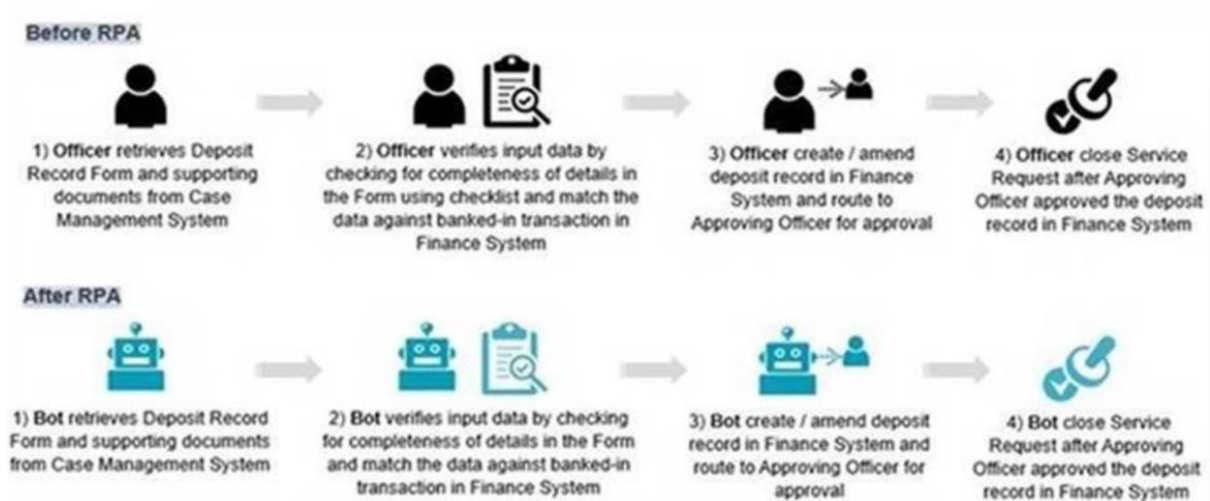 Before RPA
1) Officer retrieves Deposit
Record Form and supporting
documents from Case
Management System
2) Officer verifies input data by
checking for completeness of details in
the Form using checklist and match the
data against banked-in transaction in
Finance System
3) Officer create / amend
deposit record in Finance
System and route to
Approving Officer for approval
4) Officer close Service
Request after Approving
Officer approved the deposit
record in Finance System
After RPA
1) Bot retrieves Deposit Record
Form and supporting documents
from Case Management System
2) Bot verifies input data by checking
for completeness of details in the Form
and match the data against banked-in
transaction in Finance System
3) Bot create / amend deposit
record in Finance System and
route to Approving Officer for
approval
4) Bot close Service
Request after Approving
Officer approved the deposit
record in Finance System